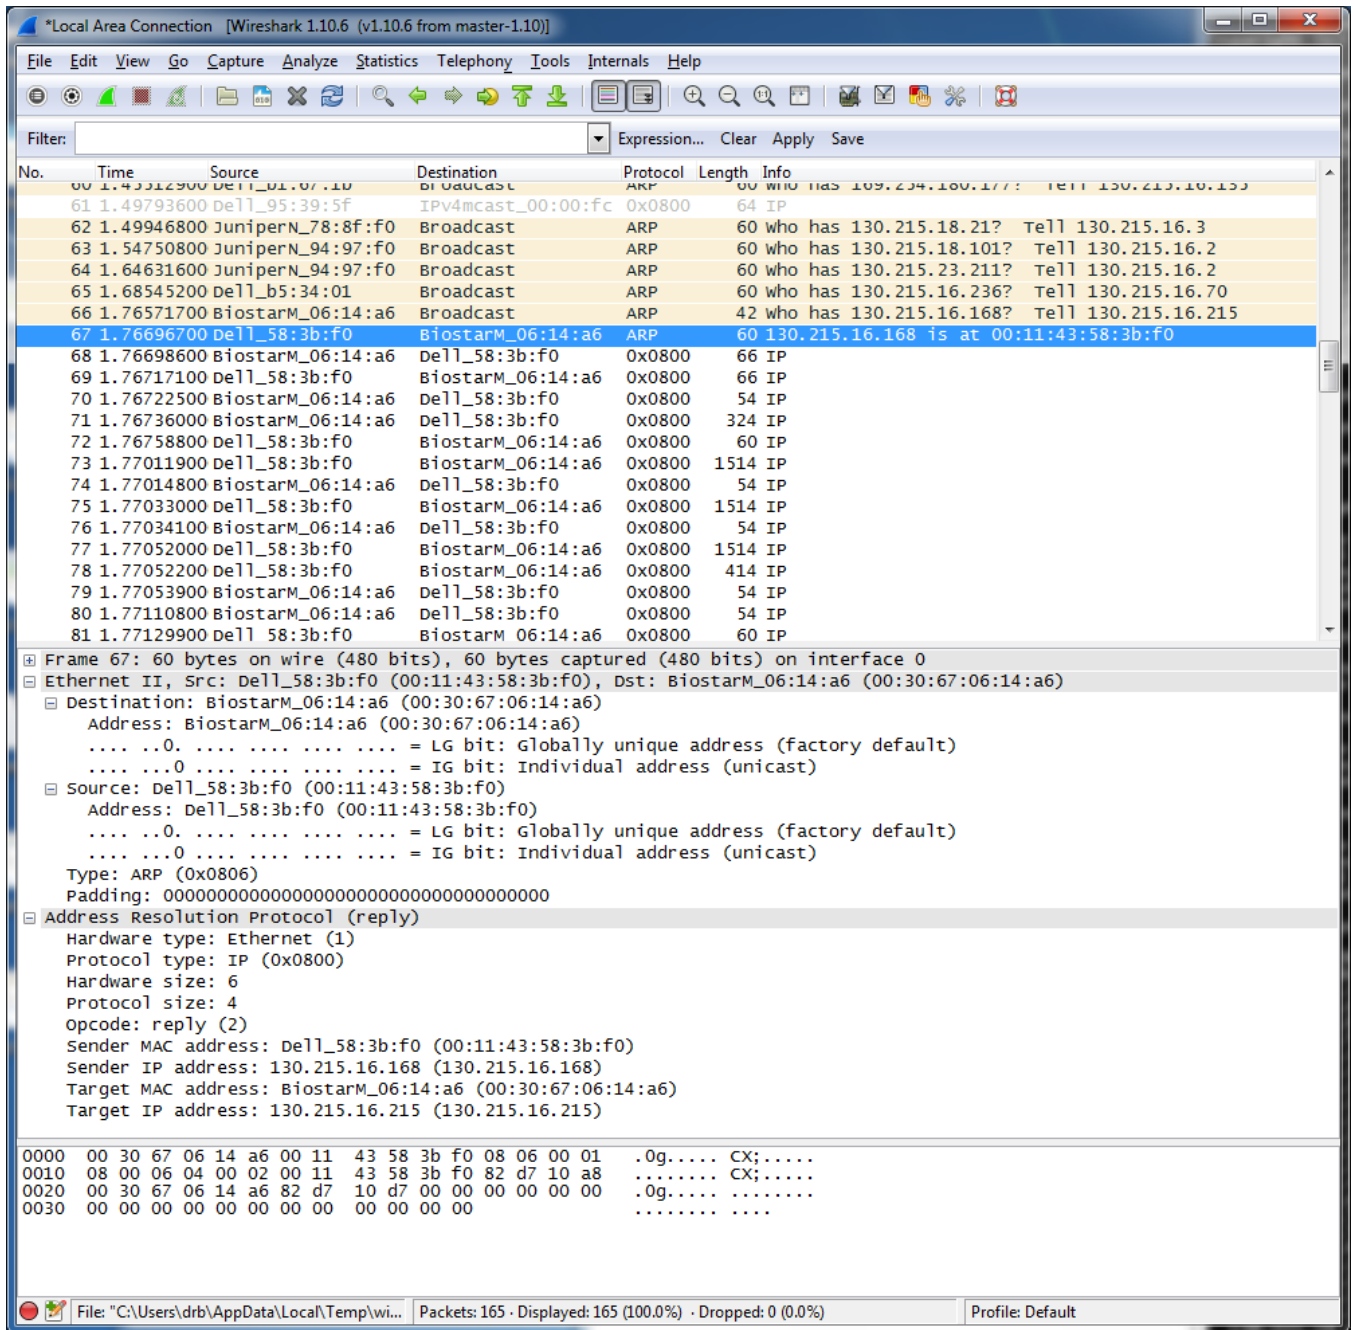 *Local Area Connection [Wireshark 1.10.6 (v1.10.6 from master-1.10)]
File Edit View Go Capture Analyze Statistics Telephony Tools Internals Help
Filter: Expression... Clear Apply Save
No. Time Source Destination Protocol Length Info
60 1.45512900 Dell_b1:67:1b Broadcast ARP 60 Who has 169.254.180.177? Tell 130.215.16.135
61 1.49793600 Dell_95:39:5f IPv4mcast_00:00:fc 0x0800 64 IP
62 1.49946800 JuniperN_78:8f:f0 Broadcast ARP 60 Who has 130.215.18.21? Tell 130.215.16.3
63 1.54750800 JuniperN_94:97:f0 Broadcast ARP 60 Who has 130.215.18.101? Tell 130.215.16.2
64 1.64631600 JuniperN_94:97:f0 Broadcast ARP 60 Who has 130.215.23.211? Tell 130.215.16.2
65 1.68545200 Dell_b5:34:01 Broadcast ARP 60 Who has 130.215.16.236? Tell 130.215.16.70
66 1.76571700 BiostarM_06:14:a6 Broadcast ARP 42 Who has 130.215.16.168? Tell 130.215.16.215
67 1.76696700 Dell_58:3b:f0 BiostarM_06:14:a6 ARP 60 130.215.16.168 is at 00:11:43:58:3b:f0
68 1.76698600 BiostarM_06:14:a6 Dell_58:3b:f0 0x0800 66 IP
69 1.76717100 Dell_58:3b:f0 BiostarM_06:14:a6 0x0800 66 IP
70 1.76722500 BiostarM_06:14:a6 Dell_58:3b:f0 0x0800 54 IP
71 1.76736000 BiostarM_06:14:a6 Dell_58:3b:f0 0x0800 324 IP
72 1.76758800 Dell_58:3b:f0 BiostarM_06:14:a6 0x0800 60 IP
73 1.77011900 Dell_58:3b:f0 BiostarM_06:14:a6 0x0800 1514 IP
74 1.77014800 BiostarM_06:14:a6 Dell_58:3b:f0 0x0800 54 IP
75 1.77033000 Dell_58:3b:f0 BiostarM_06:14:a6 0x0800 1514 IP
76 1.77034100 BiostarM_06:14:a6 Dell_58:3b:f0 0x0800 54 IP
77 1.77052000 Dell_58:3b:f0 BiostarM_06:14:a6 0x0800 1514 IP
78 1.77052200 Dell_58:3b:f0 BiostarM_06:14:a6 0x0800 414 IP
79 1.77053900 BiostarM_06:14:a6 Dell_58:3b:f0 0x0800 54 IP
80 1.77110800 BiostarM_06:14:a6 Dell_58:3b:f0 0x0800 54 IP
81 1.77129900 Dell_58:3b:f0 BiostarM_06:14:a6 0x0800 60 IP
Frame 67: 60 bytes on wire (480 bits), 60 bytes captured (480 bits) on interface 0
Ethernet II, Src: Dell_58:3b:f0 (00:11:43:58:3b:f0), Dst: BiostarM_06:14:a6 (00:30:67:06:14:a6)
Destination: BiostarM_06:14:a6 (00:30:67:06:14:a6)
Address: BiostarM_06:14:a6 (00:30:67:06:14:a6)
.... ..0. .... .... .... .... = LG bit: Globally unique address (factory default)
.... ...0 .... .... .... .... = IG bit: Individual address (unicast)
Source: Dell_58:3b:f0 (00:11:43:58:3b:f0)
Address: Dell_58:3b:f0 (00:11:43:58:3b:f0)
.... ..0. .... .... .... .... = LG bit: Globally unique address (factory default)
.... ...0 .... .... .... .... = IG bit: Individual address (unicast)
Type: ARP (0x0806)
Padding: 000000000000000000000000000000000000
Address Resolution Protocol (reply)
Hardware type: Ethernet (1)
Protocol type: IP (0x0800)
Hardware size: 6
Protocol size: 4
Opcode: reply (2)
Sender MAC address: Dell_58:3b:f0 (00:11:43:58:3b:f0)
Sender IP address: 130.215.16.168 (130.215.16.168)
Target MAC address: BiostarM_06:14:a6 (00:30:67:06:14:a6)
Target IP address: 130.215.16.215 (130.215.16.215)
0000 00 30 67 06 14 a6 00 11 43 58 3b f0 08 06 00 01 .0g..... CX;.....
0010 08 00 06 04 00 02 00 11 43 58 3b f0 82 d7 10 a8 ........ CX;.....
0020 00 30 67 06 14 a6 82 d7 10 d7 00 00 00 00 00 00 .0g..... ........
0030 00 00 00 00 00 00 00 00 00 00 00 00 ........ ....
File: "C:\Users\drb\AppData\Local\Temp\wi... Packets: 165 · Displayed: 165 (100.0%) · Dropped: 0 (0.0%) Profile: Default